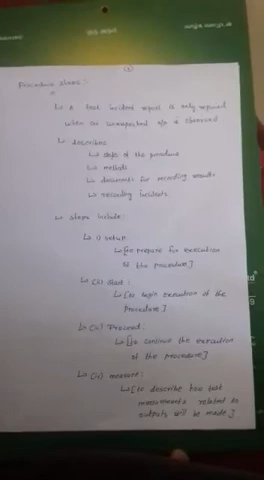 ①
Procedure steps :-
↳ A test incident report is only required
when an unexpected o/p is observed
↳ describes
↳ steps of the procedure
↳ methods
↳ documents for recording results
↳ recording incidents
↳ steps include:
↳ i) setup
↳ [to prepare for execution
of the procedure]
↳ (ii) Start :
↳ [to begin execution of the
procedure]
↳ (iii) Proceed :
↳ [to continue the execution
of the procedure]
↳ (iv) measure :
↳ [to describe how test
measurements related to
outputs will be made]